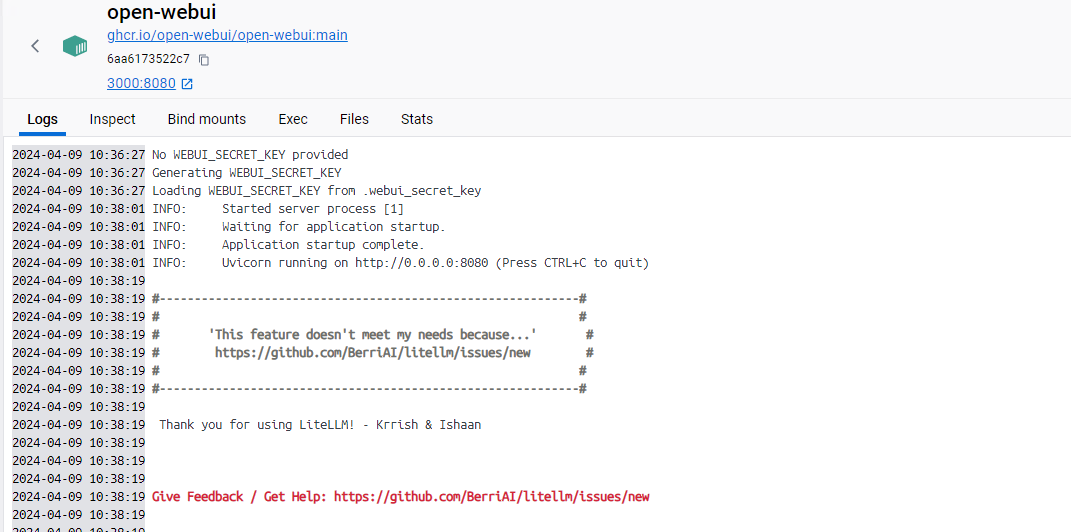 open-webui
ghcr.io/open-webui/open-webui:main
6aa6173522c7
3000:8080
Logs Inspect Bind mounts Exec Files Stats
2024-04-09 10:36:27 No WEBUI_SECRET_KEY provided
2024-04-09 10:36:27 Generating WEBUI_SECRET_KEY
2024-04-09 10:36:27 Loading WEBUI_SECRET_KEY from .webui_secret_key
2024-04-09 10:38:01 INFO:     Started server process [1]
2024-04-09 10:38:01 INFO:     Waiting for application startup.
2024-04-09 10:38:01 INFO:     Application startup complete.
2024-04-09 10:38:01 INFO:     Uvicorn running on http://0.0.0.0:8080 (Press CTRL+C to quit)
2024-04-09 10:38:19
2024-04-09 10:38:19 #------------------------------------------------------------#
2024-04-09 10:38:19 #                                                            #
2024-04-09 10:38:19 #       'This feature doesn't meet my needs because...'       #
2024-04-09 10:38:19 #        https://github.com/BerriAI/litellm/issues/new        #
2024-04-09 10:38:19 #                                                            #
2024-04-09 10:38:19 #------------------------------------------------------------#
2024-04-09 10:38:19
2024-04-09 10:38:19  Thank you for using LiteLLM! - Krrish & Ishaan
2024-04-09 10:38:19
2024-04-09 10:38:19
2024-04-09 10:38:19
2024-04-09 10:38:19 Give Feedback / Get Help: https://github.com/BerriAI/litellm/issues/new
2024-04-09 10:38:19
2024-04-09 10:38:19